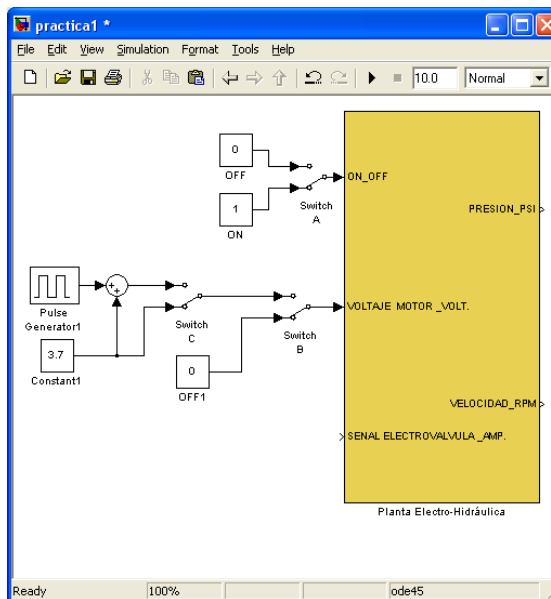 practica1 *
File Edit View Simulation Format Tools Help
10.0 Normal
0
OFF
1
ON
Switch
A
ON_OFF
PRESION_PSI
Pulse
Generator1
3.7
Constant1
Switch
C
0
OFF1
Switch
B
VOLTAJE MOTOR _VOLT.
VELOCIDAD_RPM
SENAL ELECTROVALVULA _AMP.
Planta Electro-Hidráulica
Ready 100% ode45